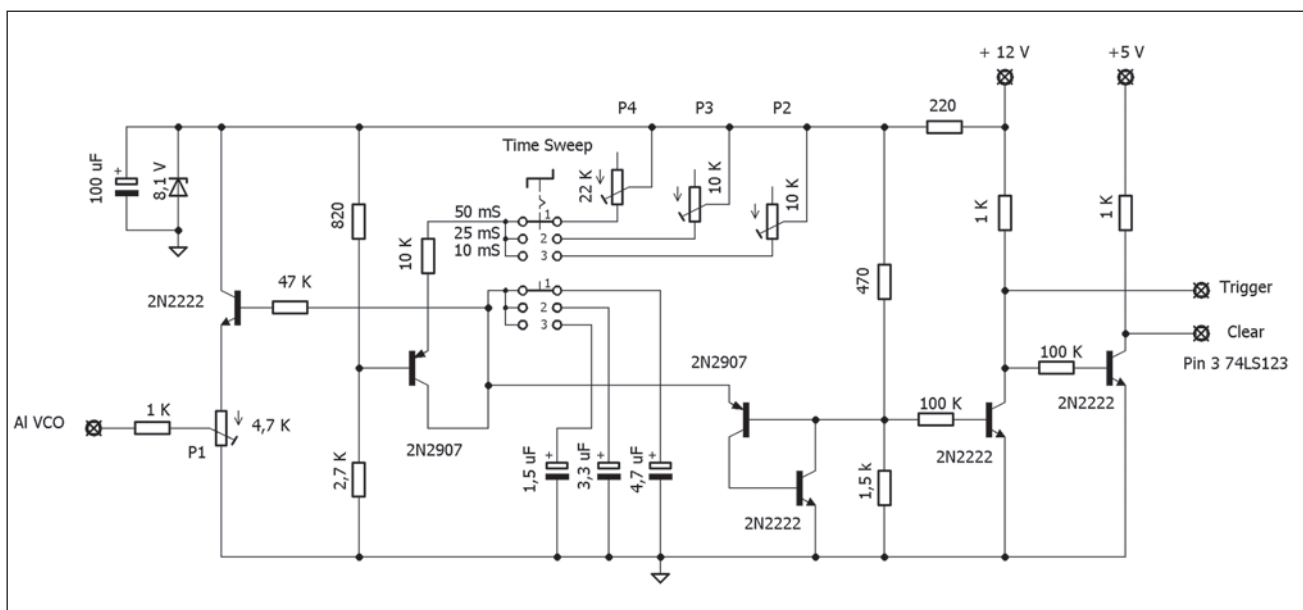 + 12 V
+5 V
P4
P3
P2
220
Time Sweep
+
100 uF
8,1 V
820
22 K
10 K
10 K
1 K
1 K
50 mS
25 mS
10 mS
1
2
3
10 K
470
47 K
2N2222
1
2
3
Trigger
Clear
Pin 3 74LS123
2N2907
100 K
2N2222
1 K
Al VCO
4,7 K
P1
2N2907
100 K
2N2222
2,7 K
+
1,5 uF
+
3,3 uF
+
4,7 uF
1,5 k
2N2222